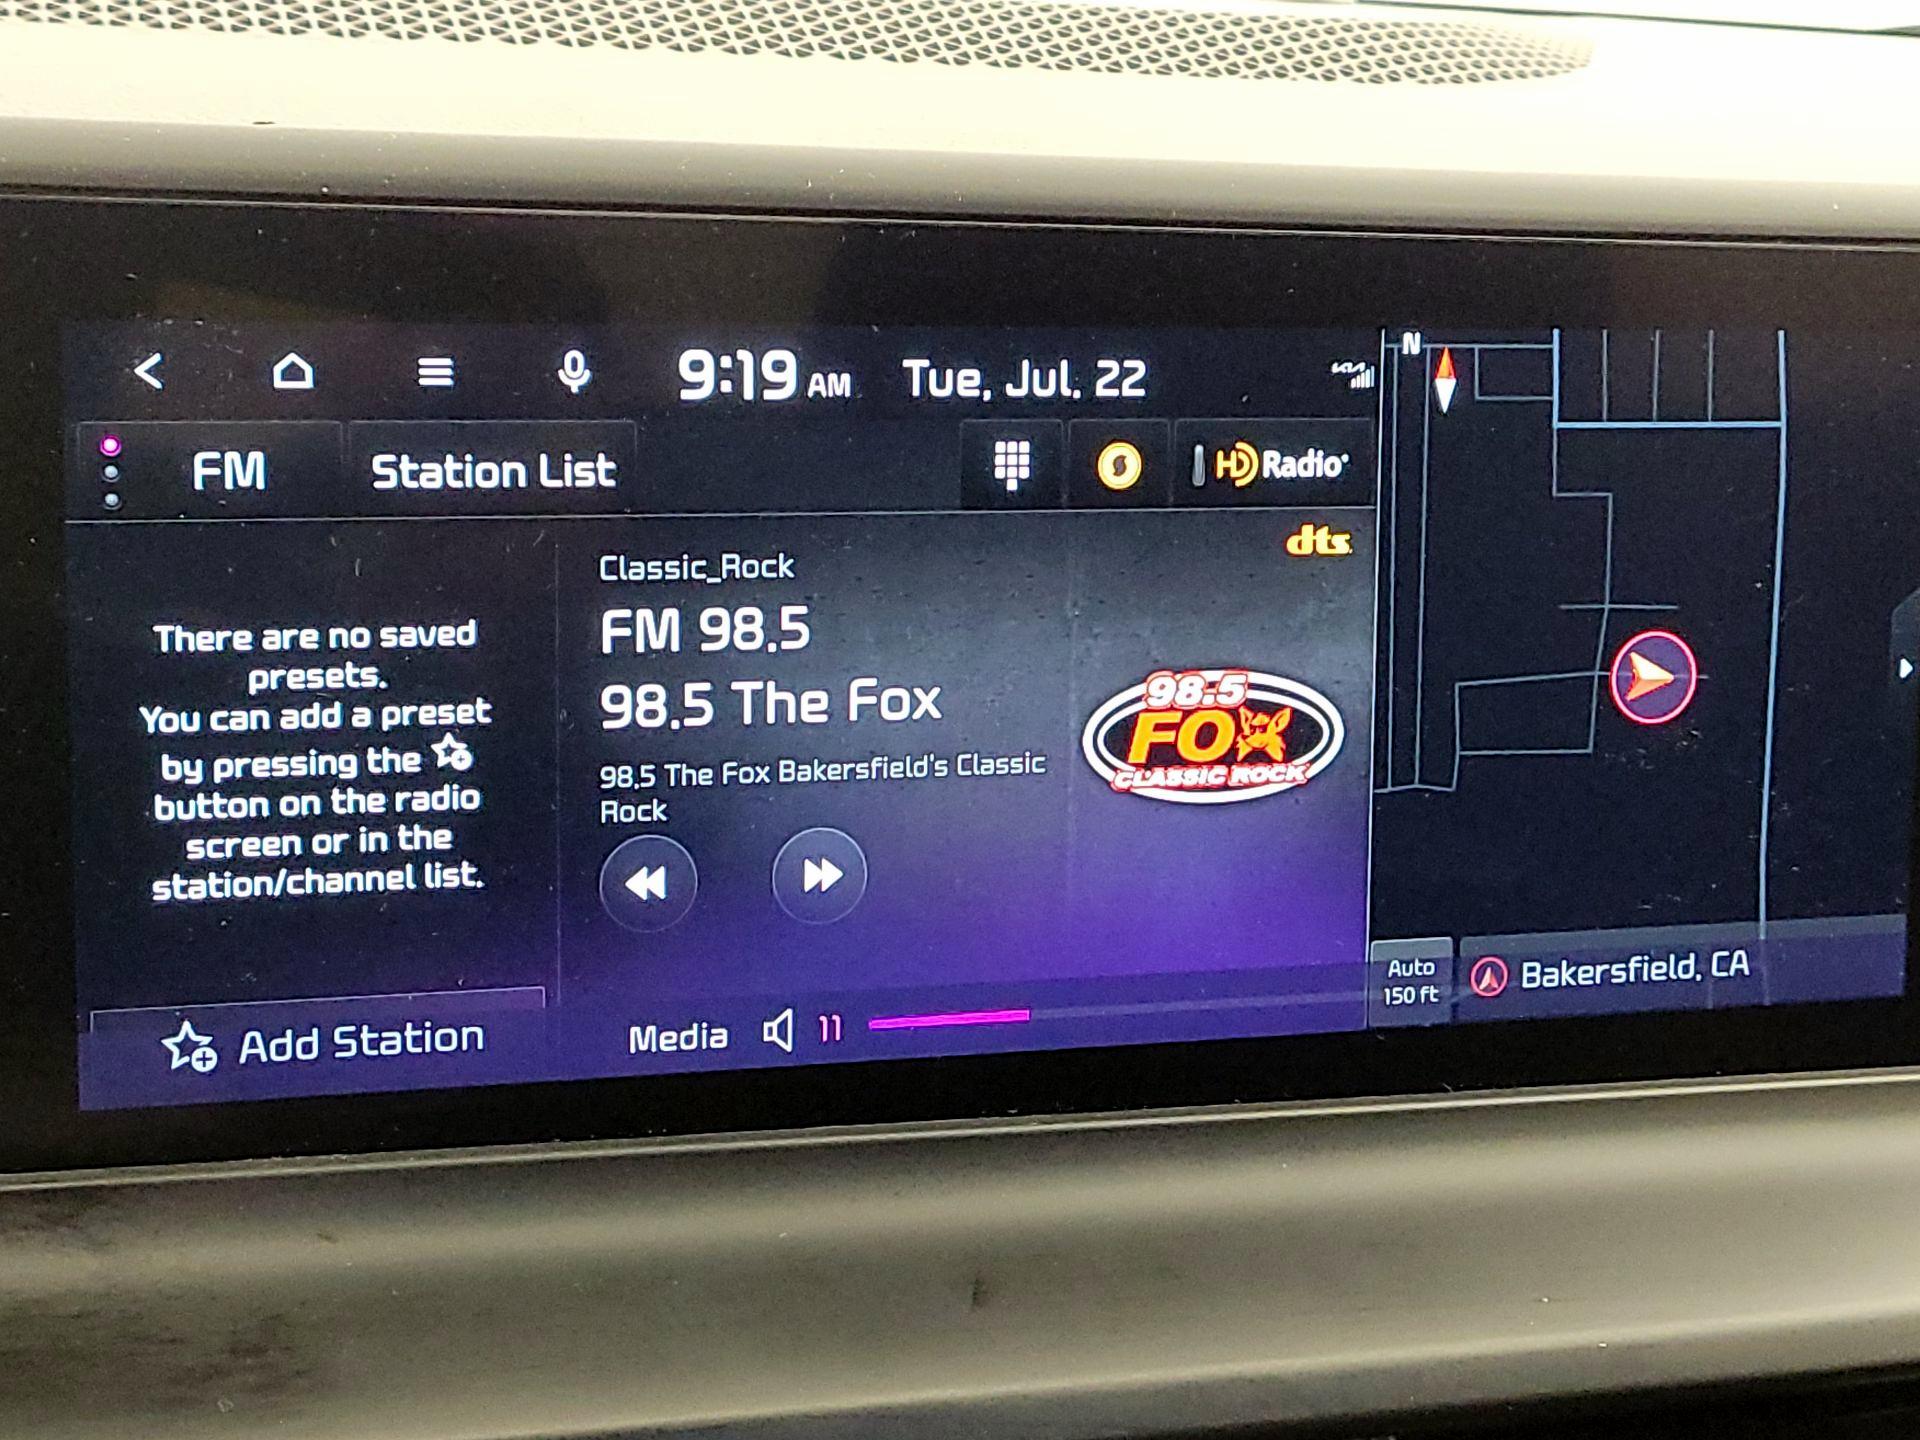 9:19 AM Tue, Jul. 22
KIA
N
FM
Station List
HD Radio
dts
There are no saved
presets.
You can add a preset
by pressing the
button on the radio
screen or in the
station/channel list.
Add Station
Classic_Rock
FM 98.5
98.5 The Fox
98.5 The Fox Bakersfield's Classic
Rock
98.5
FOX
CLASSIC ROCK
Media 11
Auto
150 ft
Bakersfield, CA